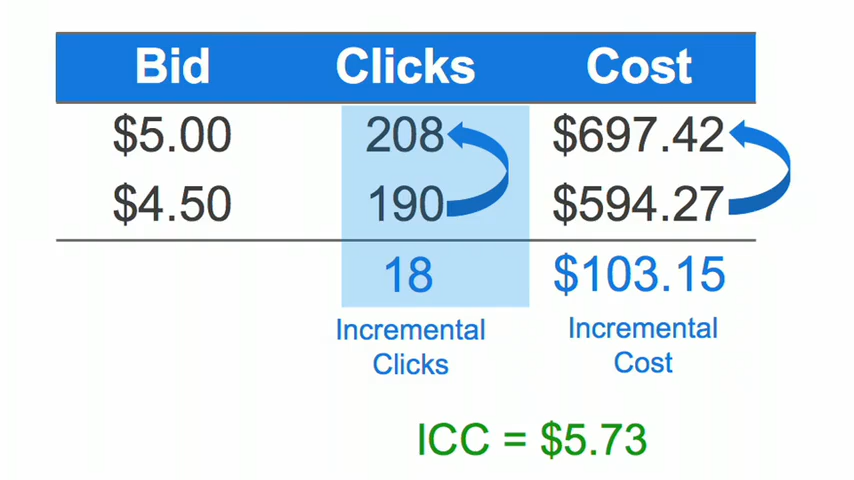 Bid Clicks Cost
$5.00 208 $697.42
$4.50 190 $594.27
18 $103.15
Incremental Clicks
Incremental Cost
ICC = $5.73